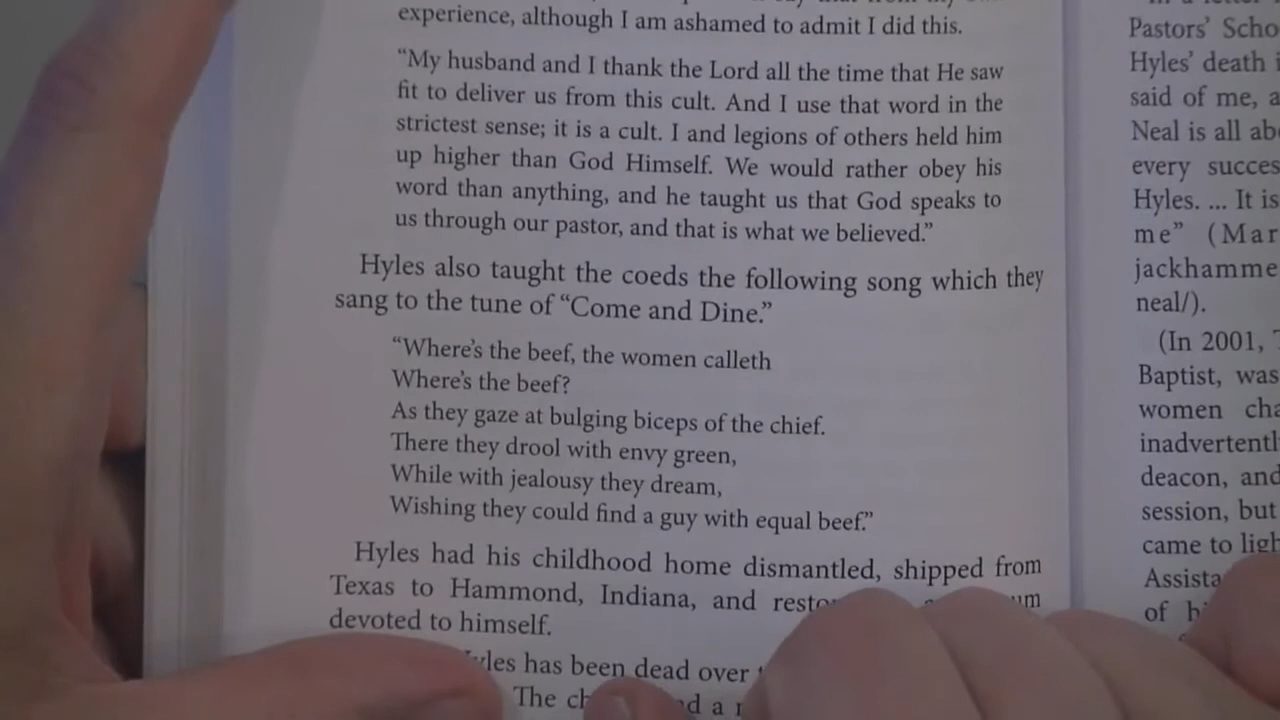 experience, although I am ashamed to admit I did this.
“My husband and I thank the Lord all the time that He saw
fit to deliver us from this cult. And I use that word in the
strictest sense; it is a cult. I and legions of others held him
up higher than God Himself. We would rather obey his
word than anything, and he taught us that God speaks to
us through our pastor, and that is what we believed.”
Hyles also taught the coeds the following song which they
sang to the tune of “Come and Dine.”
“Where’s the beef, the women calleth
Where’s the beef?
As they gaze at bulging biceps of the chief.
There they drool with envy green,
While with jealousy they dream,
Wishing they could find a guy with equal beef.”
Hyles had his childhood home dismantled, shipped from
Texas to Hammond, Indiana, and
devoted to himself.
has been dead over
The
Pastors’
Hyles’ death
said of me,
Neal is all
every
Hyles. ... It is
me”
neal/).
(In 2001,
Baptist, was
women
deacon, and
session, but
came to
of